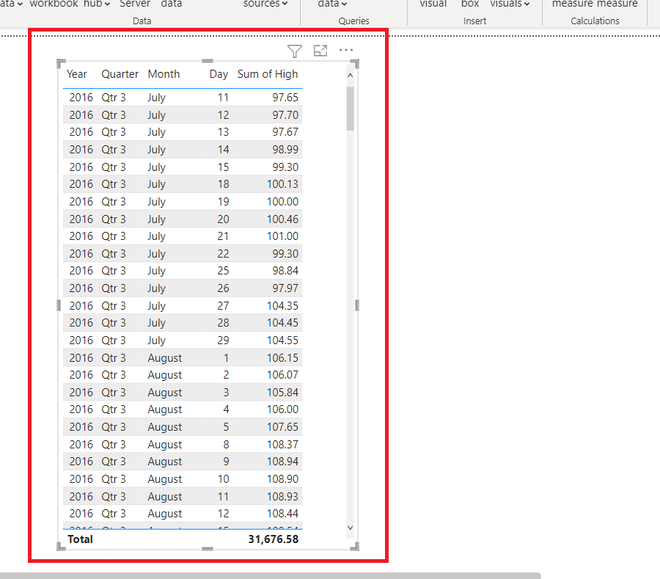 ata workbook hub Server data sources data visual box visuals measure measure
Data Queries Insert Calculations
Year Quarter Month Day Sum of High
2016 Qtr 3 July 11 97.65
2016 Qtr 3 July 12 97.70
2016 Qtr 3 July 13 97.67
2016 Qtr 3 July 14 98.99
2016 Qtr 3 July 15 99.30
2016 Qtr 3 July 18 100.13
2016 Qtr 3 July 19 100.00
2016 Qtr 3 July 20 100.46
2016 Qtr 3 July 21 101.00
2016 Qtr 3 July 22 99.30
2016 Qtr 3 July 25 98.84
2016 Qtr 3 July 26 97.97
2016 Qtr 3 July 27 104.35
2016 Qtr 3 July 28 104.45
2016 Qtr 3 July 29 104.55
2016 Qtr 3 August 1 106.15
2016 Qtr 3 August 2 106.07
2016 Qtr 3 August 3 105.84
2016 Qtr 3 August 4 106.00
2016 Qtr 3 August 5 107.65
2016 Qtr 3 August 8 108.37
2016 Qtr 3 August 9 108.94
2016 Qtr 3 August 10 108.90
2016 Qtr 3 August 11 108.93
2016 Qtr 3 August 12 108.44
Total 31,676.58